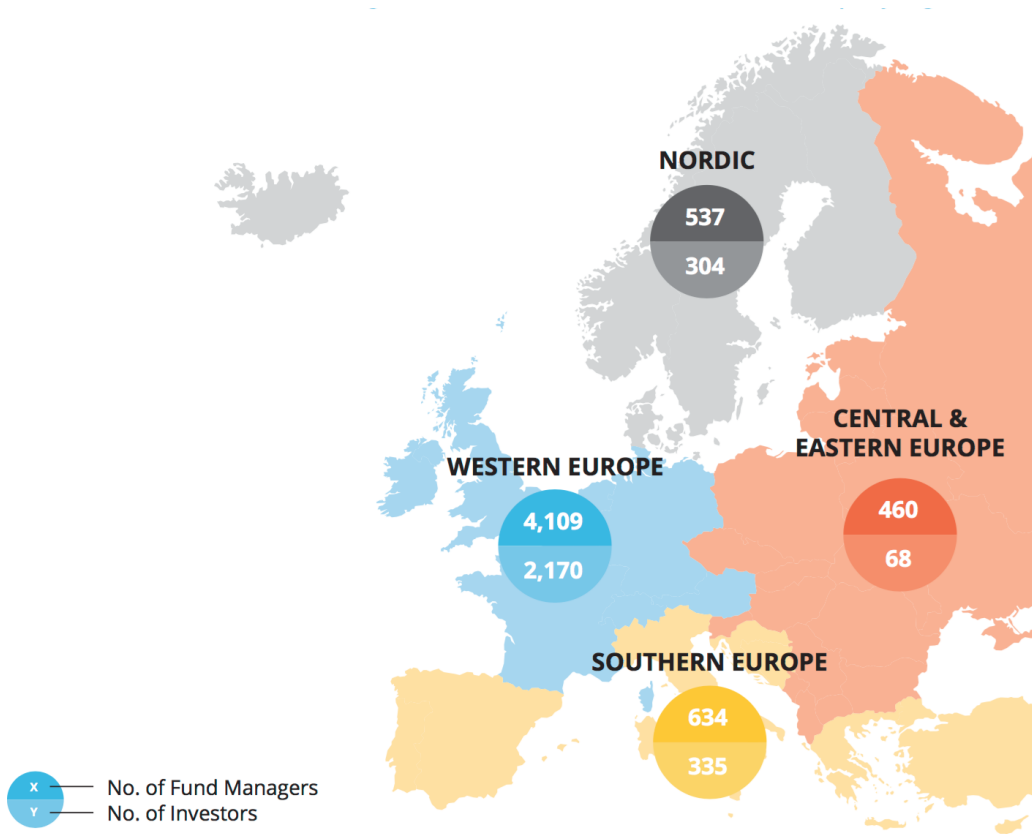 NORDIC
537
304
CENTRAL &
EASTERN EUROPE
460
68
WESTERN EUROPE
4,109
2,170
SOUTHERN EUROPE
634
335
X No. of Fund Managers
Y No. of Investors